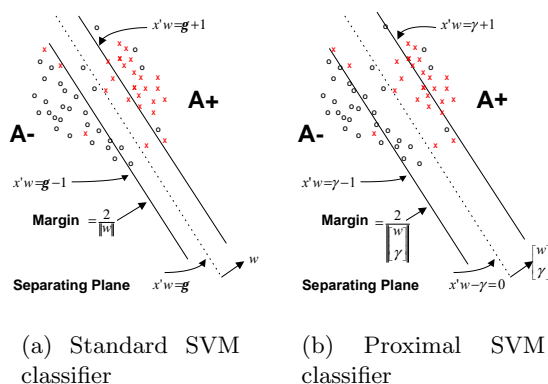 x'w=g+1
A+
A-
x'w=g−1
Margin = 2 / ‖w‖
w
Separating Plane
x'w=g
(a) Standard SVM
classifier
x'w=γ+1
A+
A-
x'w=γ−1
Margin = 2 / ‖[w γ]‖
[w γ]
Separating Plane
x'w−γ=0
(b) Proximal SVM
classifier